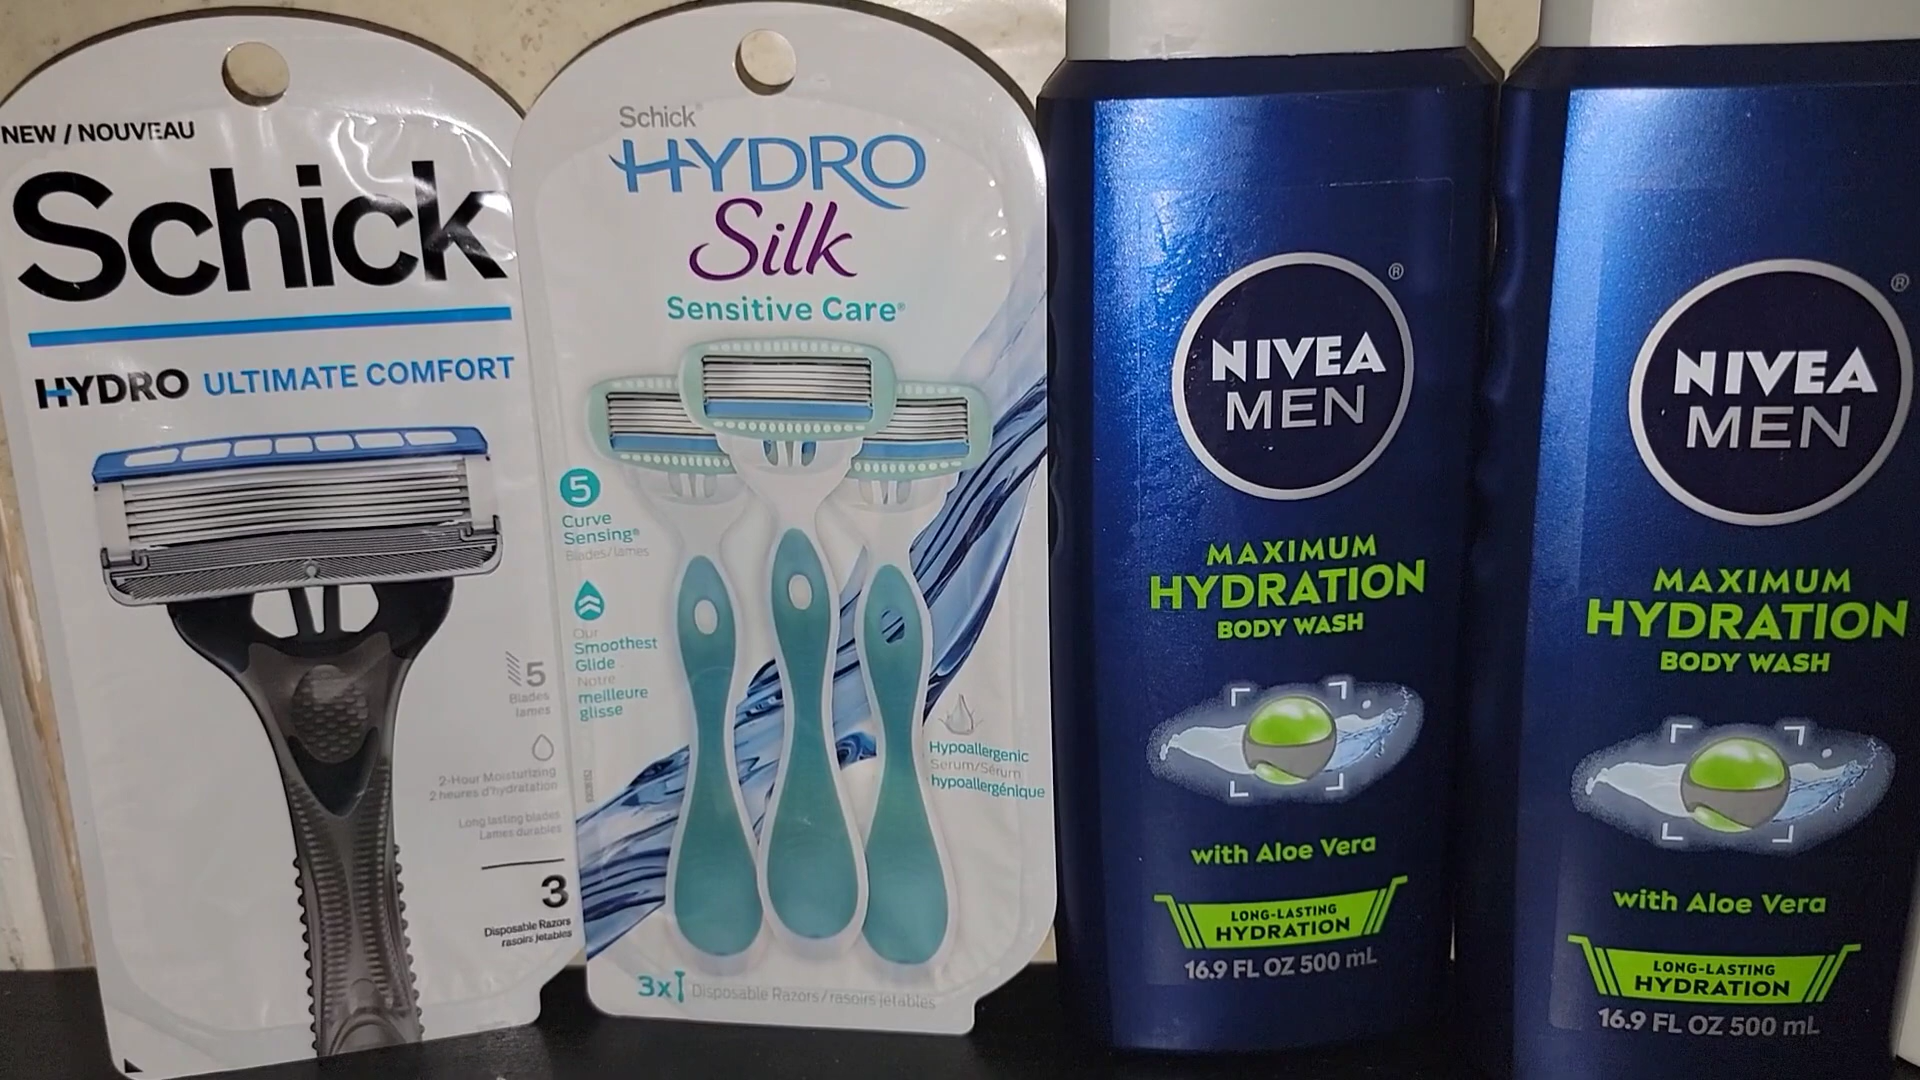 NEW / NOUVEAU
Schick
HYDRO ULTIMATE COMFORT
5
Blades
lames
2-Hour Moisturizing
2 heures d'hydratation
Long lasting blades
Lames durables
3
Disposable Razors
rasoirs jetables
Schick®
HYDRO
Silk
Sensitive Care®
5
Curve
Sensing®
Blades/lames
Our
Smoothest
Glide
Notre
meilleure
glisse
Hypoallergenic
Serum/Sérum
hypoallergénique
3x Disposable Razors/rasoirs jetables
®
NIVEA
MEN
MAXIMUM
HYDRATION
BODY WASH
with Aloe Vera
LONG-LASTING
HYDRATION
16.9 FL OZ 500 mL
®
NIVEA
MEN
MAXIMUM
HYDRATION
BODY WASH
with Aloe Vera
LONG-LASTING
HYDRATION
16.9 FL OZ 500 mL